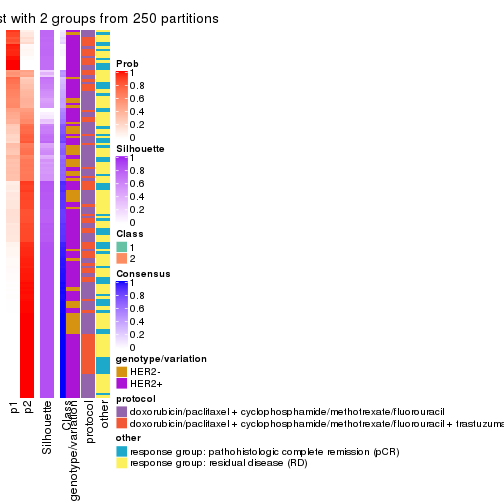 st with 2 groups from 250 partitions
Prob
1
0.8
0.6
0.4
0.2
0
Silhouette
1
0.8
0.6
0.4
0.2
0
Class
1
2
Consensus
1
0.8
0.6
0.4
0.2
0
genotype/variation
HER2-
HER2+
protocol
doxorubicin/paclitaxel + cyclophosphamide/methotrexate/fluorouracil
doxorubicin/paclitaxel + cyclophosphamide/methotrexate/fluorouracil + trastuzuma
other
response group: pathohistologic complete remission (pCR)
response group: residual disease (RD)
p1
p2
Silhouette
Class
genotype/variation
protocol
other